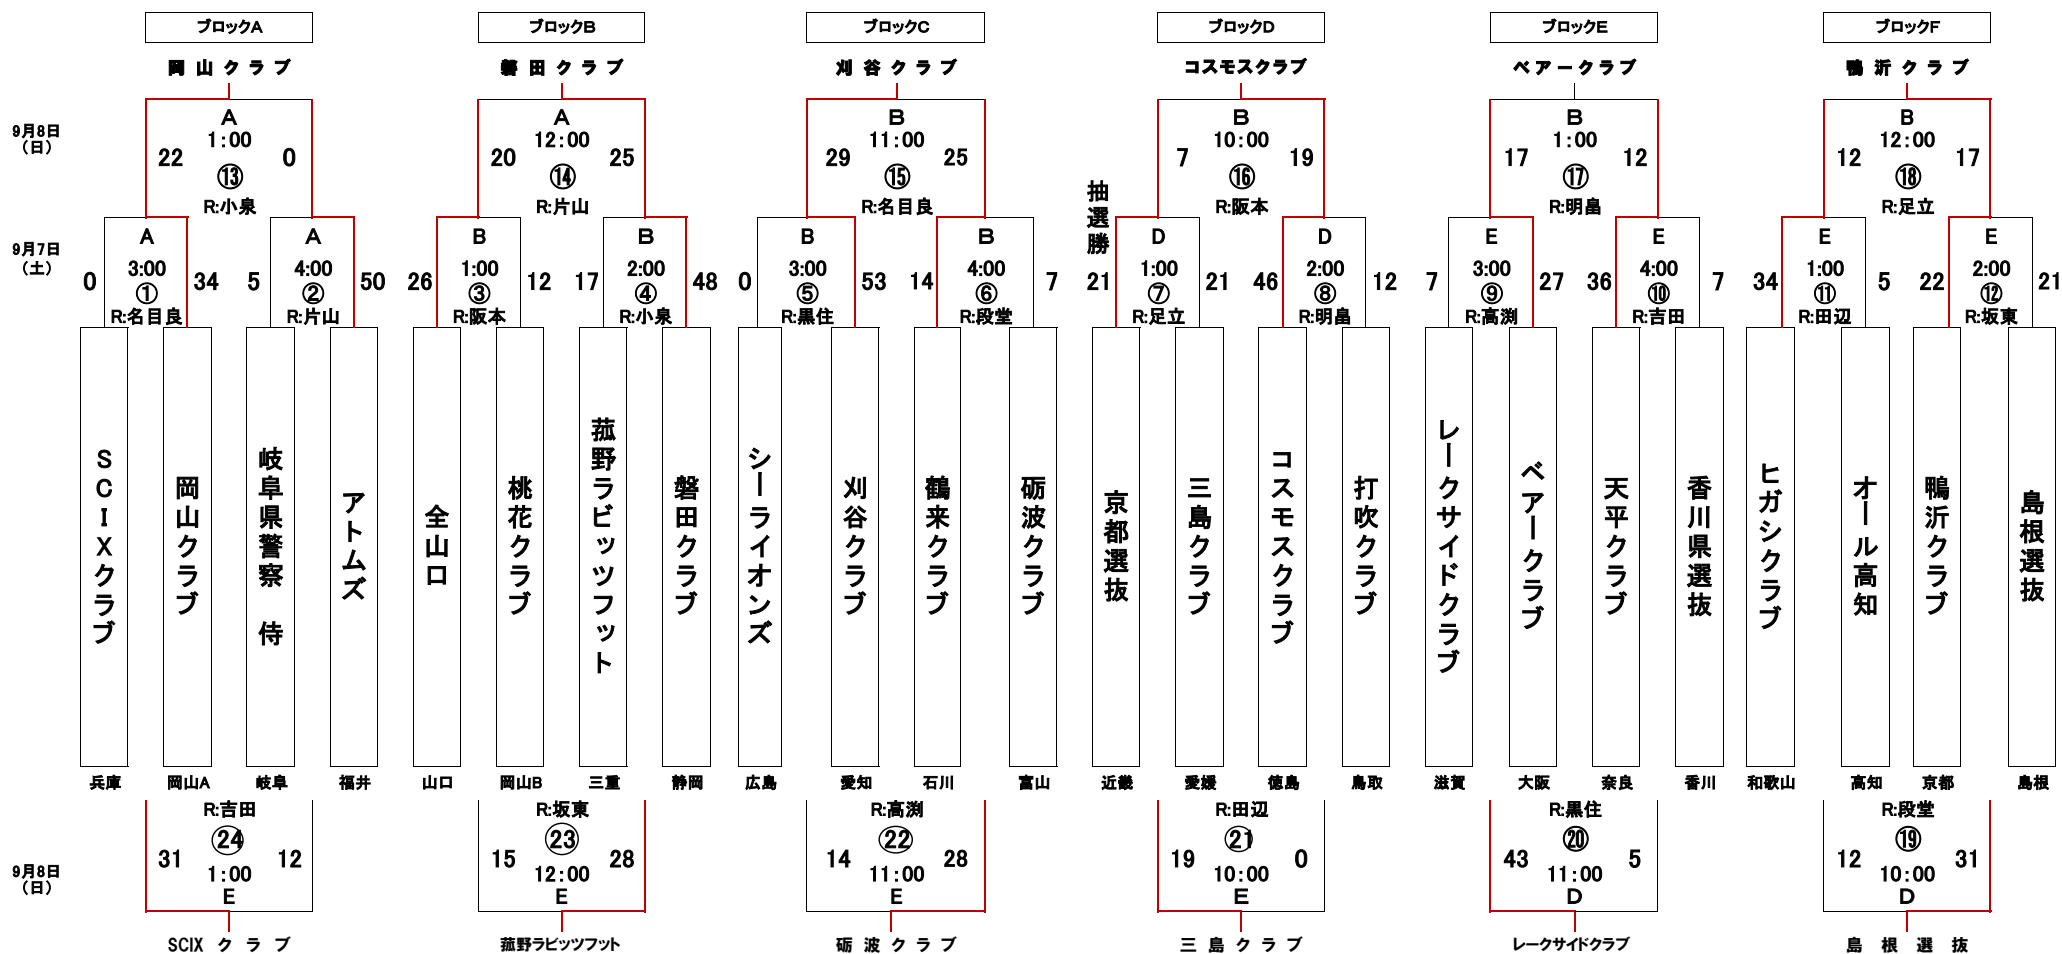 ブロックA ブロックB ブロックC ブロックD ブロックE ブロックF
岡山クラブ 磐田クラブ 刈谷クラブ コスモスクラブ ベアークラブ 鴨沂クラブ
A A B B B B
9月8日
（日）
1:00 12:00 11:00 10:00 1:00 12:00
22 0 20 25 29 25 7 19 17 12 12 17
⑬ ⑭ ⑮ ⑯ ⑰ ⑱
R:小泉 R:片山 R:名目良 R:阪本 R:明畠 R:足立
抽選勝
A A B B B B D D E E E E
9月7日
（土）
3:00 4:00 1:00 2:00 3:00 4:00 1:00 2:00 3:00 4:00 1:00 2:00
0 34 5 50 26 12 17 48 0 53 14 7 21 21 46 12 7 27 36 7 34 5 22 21
① ② ③ ④ ⑤ ⑥ ⑦ ⑧ ⑨ ⑩ ⑪ ⑫
R:名目良 R:片山 R:阪本 R:小泉 R:黒住 R:段堂 R:足立 R:明畠 R:高渕 R:吉田 R:田辺 R:坂東
SCIXクラブ
岡山クラブ
岐阜県警察　侍
アトムズ
全山口
桃花クラブ
菰野ラビッツフット
磐田クラブ
シーライオンズ
刈谷クラブ
鶴来クラブ
砺波クラブ
京都選抜
三島クラブ
コスモスクラブ
打吹クラブ
レークサイドクラブ
ベアークラブ
天平クラブ
香川県選抜
ヒガシクラブ
オール高知
鴨沂クラブ
島根選抜
兵庫 岡山A 岐阜 福井 山口 岡山B 三重 静岡 広島 愛知 石川 富山 近畿 愛媛 徳島 鳥取 滋賀 大阪 奈良 香川 和歌山 高知 京都 島根
R:吉田 R:坂東 R:高渕 R:田辺 R:黒住 R:段堂
㉔ ㉓ ㉒ ㉑ ⑳ ⑲
31 12 15 28 14 28 19 0 43 5 12 31
9月8日
（日）
1:00 12:00 11:00 10:00 11:00 10:00
E E E E D D
SCIX クラブ 菰野ラビッツフット 砺波クラブ 三島クラブ レークサイドクラブ 島根選抜